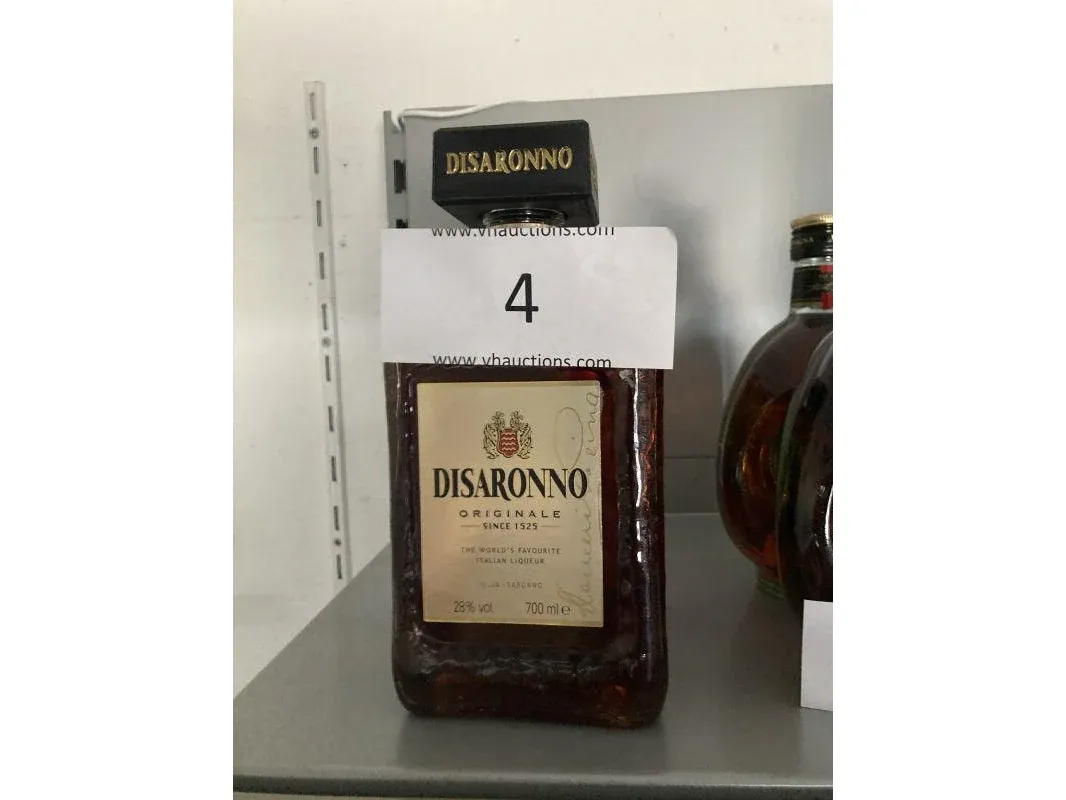 DISARONNO
www.vhauctions.com
4
www.vhauctions.com
DISARONNO
ORIGINALE
SINCE 1525
THE WORLD'S FAVOURITE
ITALIAN LIQUEUR
28% vol 700 ml e